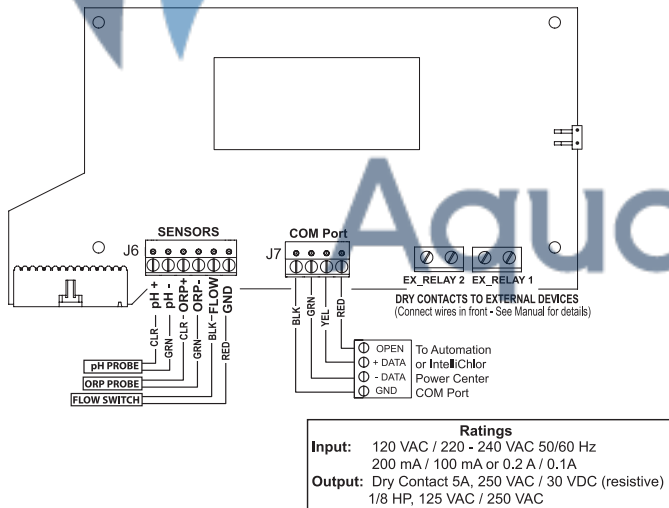 Aqua
SENSORS
J6
pH +
pH -
ORP+
ORP-
FLOW
GND
CLR
GRN
CLR
GRN
BLK
RED
pH PROBE
ORP PROBE
FLOW SWITCH
COM Port
J7
BLK
GRN
YEL
RED
OPEN
+ DATA
- DATA
GND
To Automation
or IntelliChlor
Power Center
COM Port
EX_RELAY 2 EX_RELAY 1
DRY CONTACTS TO EXTERNAL DEVICES
(Connect wires in front - See Manual for details)
Ratings
Input: 120 VAC / 220 - 240 VAC 50/60 Hz
200 mA / 100 mA or 0.2 A / 0.1A
Output: Dry Contact 5A, 250 VAC / 30 VDC (resistive)
1/8 HP, 125 VAC / 250 VAC